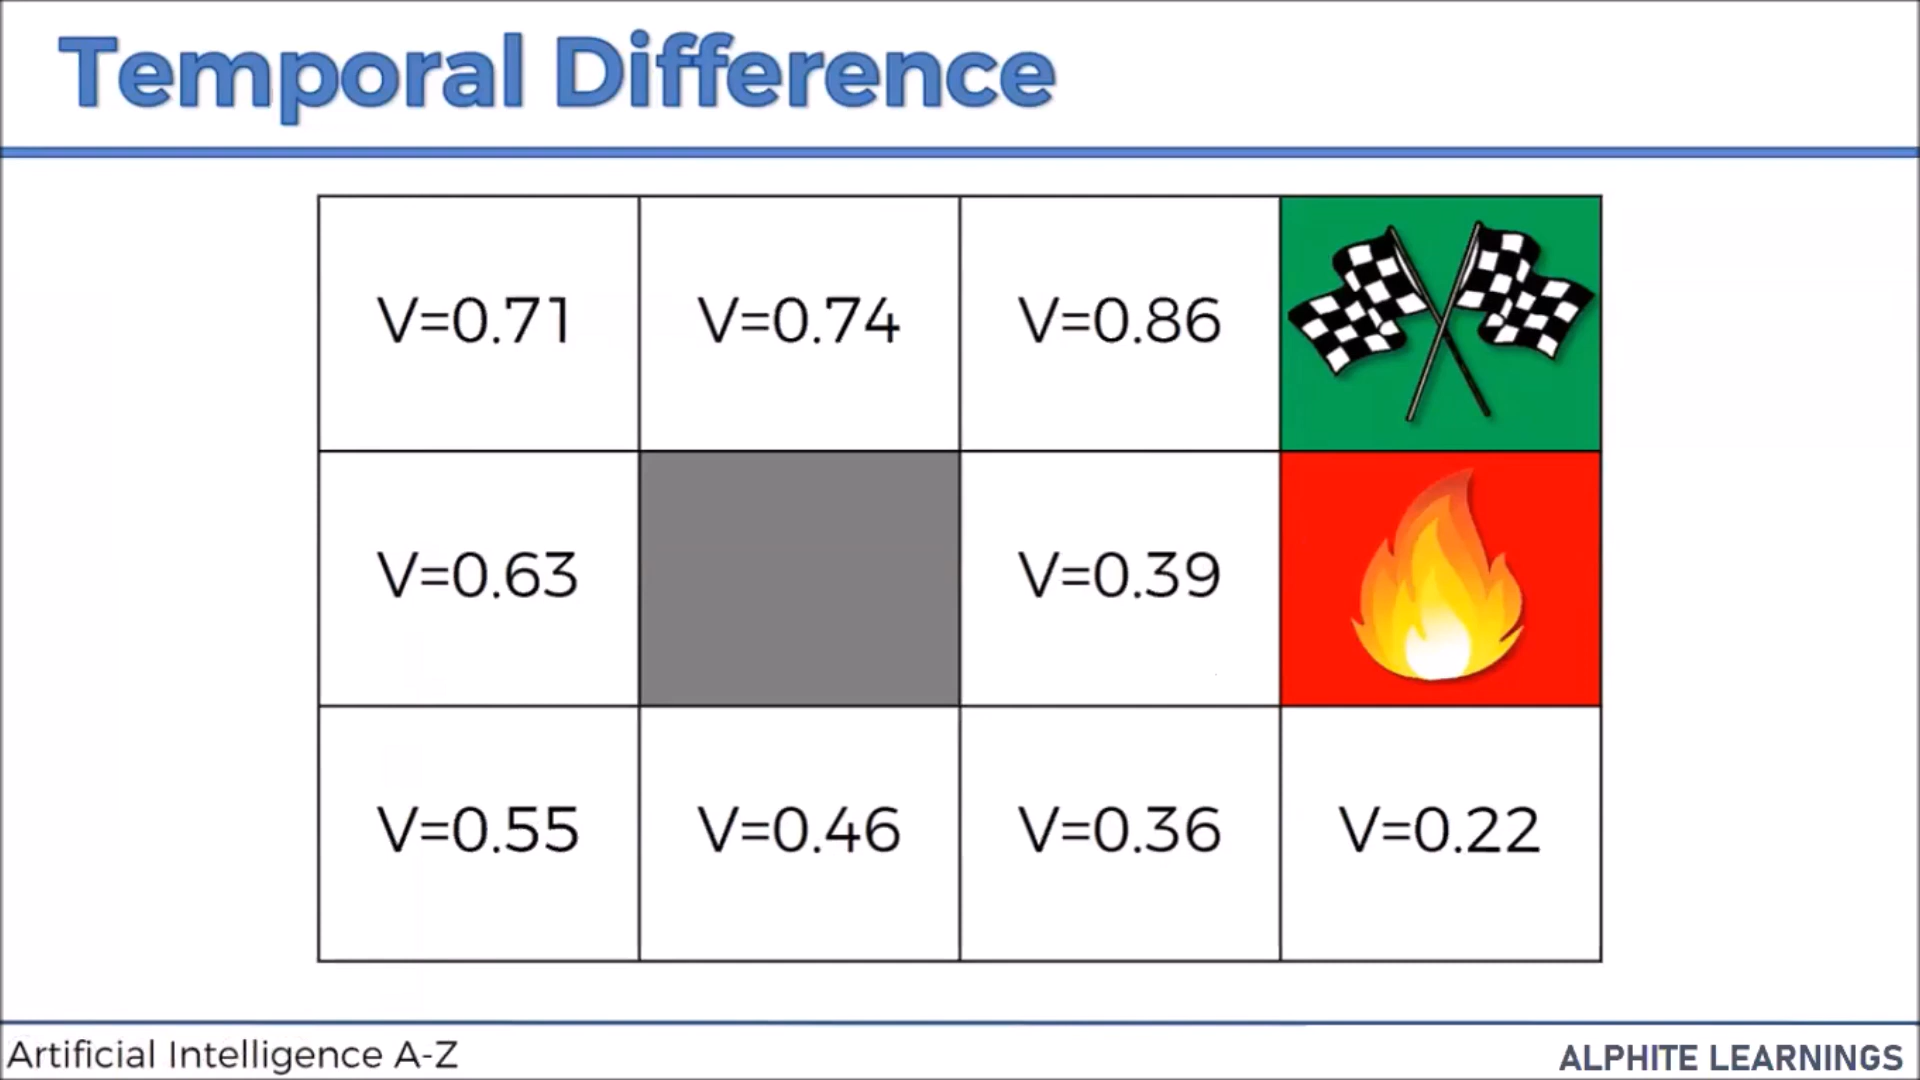 Temporal Difference
V=0.71 V=0.74 V=0.86
V=0.63 V=0.39
V=0.55 V=0.46 V=0.36 V=0.22
Artificial Intelligence A-Z
ALPHITE LEARNINGS